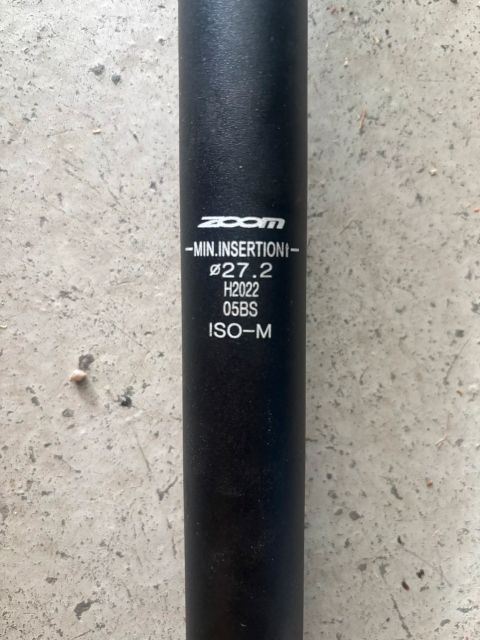 ZOOM
-MIN.INSERTION↑-
ø27.2
H2022
05BS
ISO-M